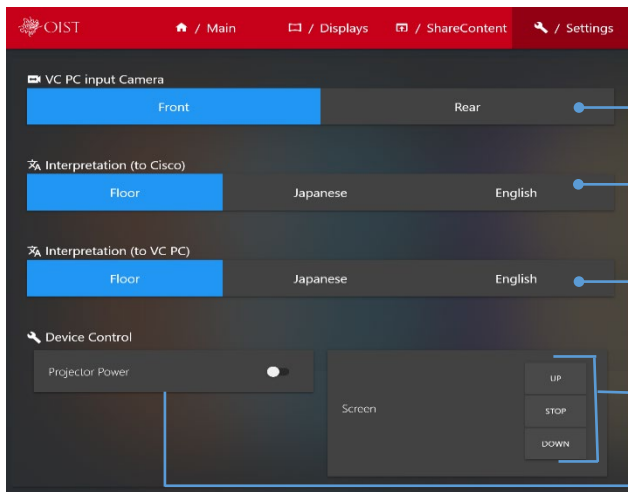 OIST / Main / Displays / ShareContent / Settings
VC PC input Camera
Front Rear
Interpretation (to Cisco)
Floor Japanese English
Interpretation (to VC PC)
Floor Japanese English
Device Control
Projector Power
Screen
UP
STOP
DOWN